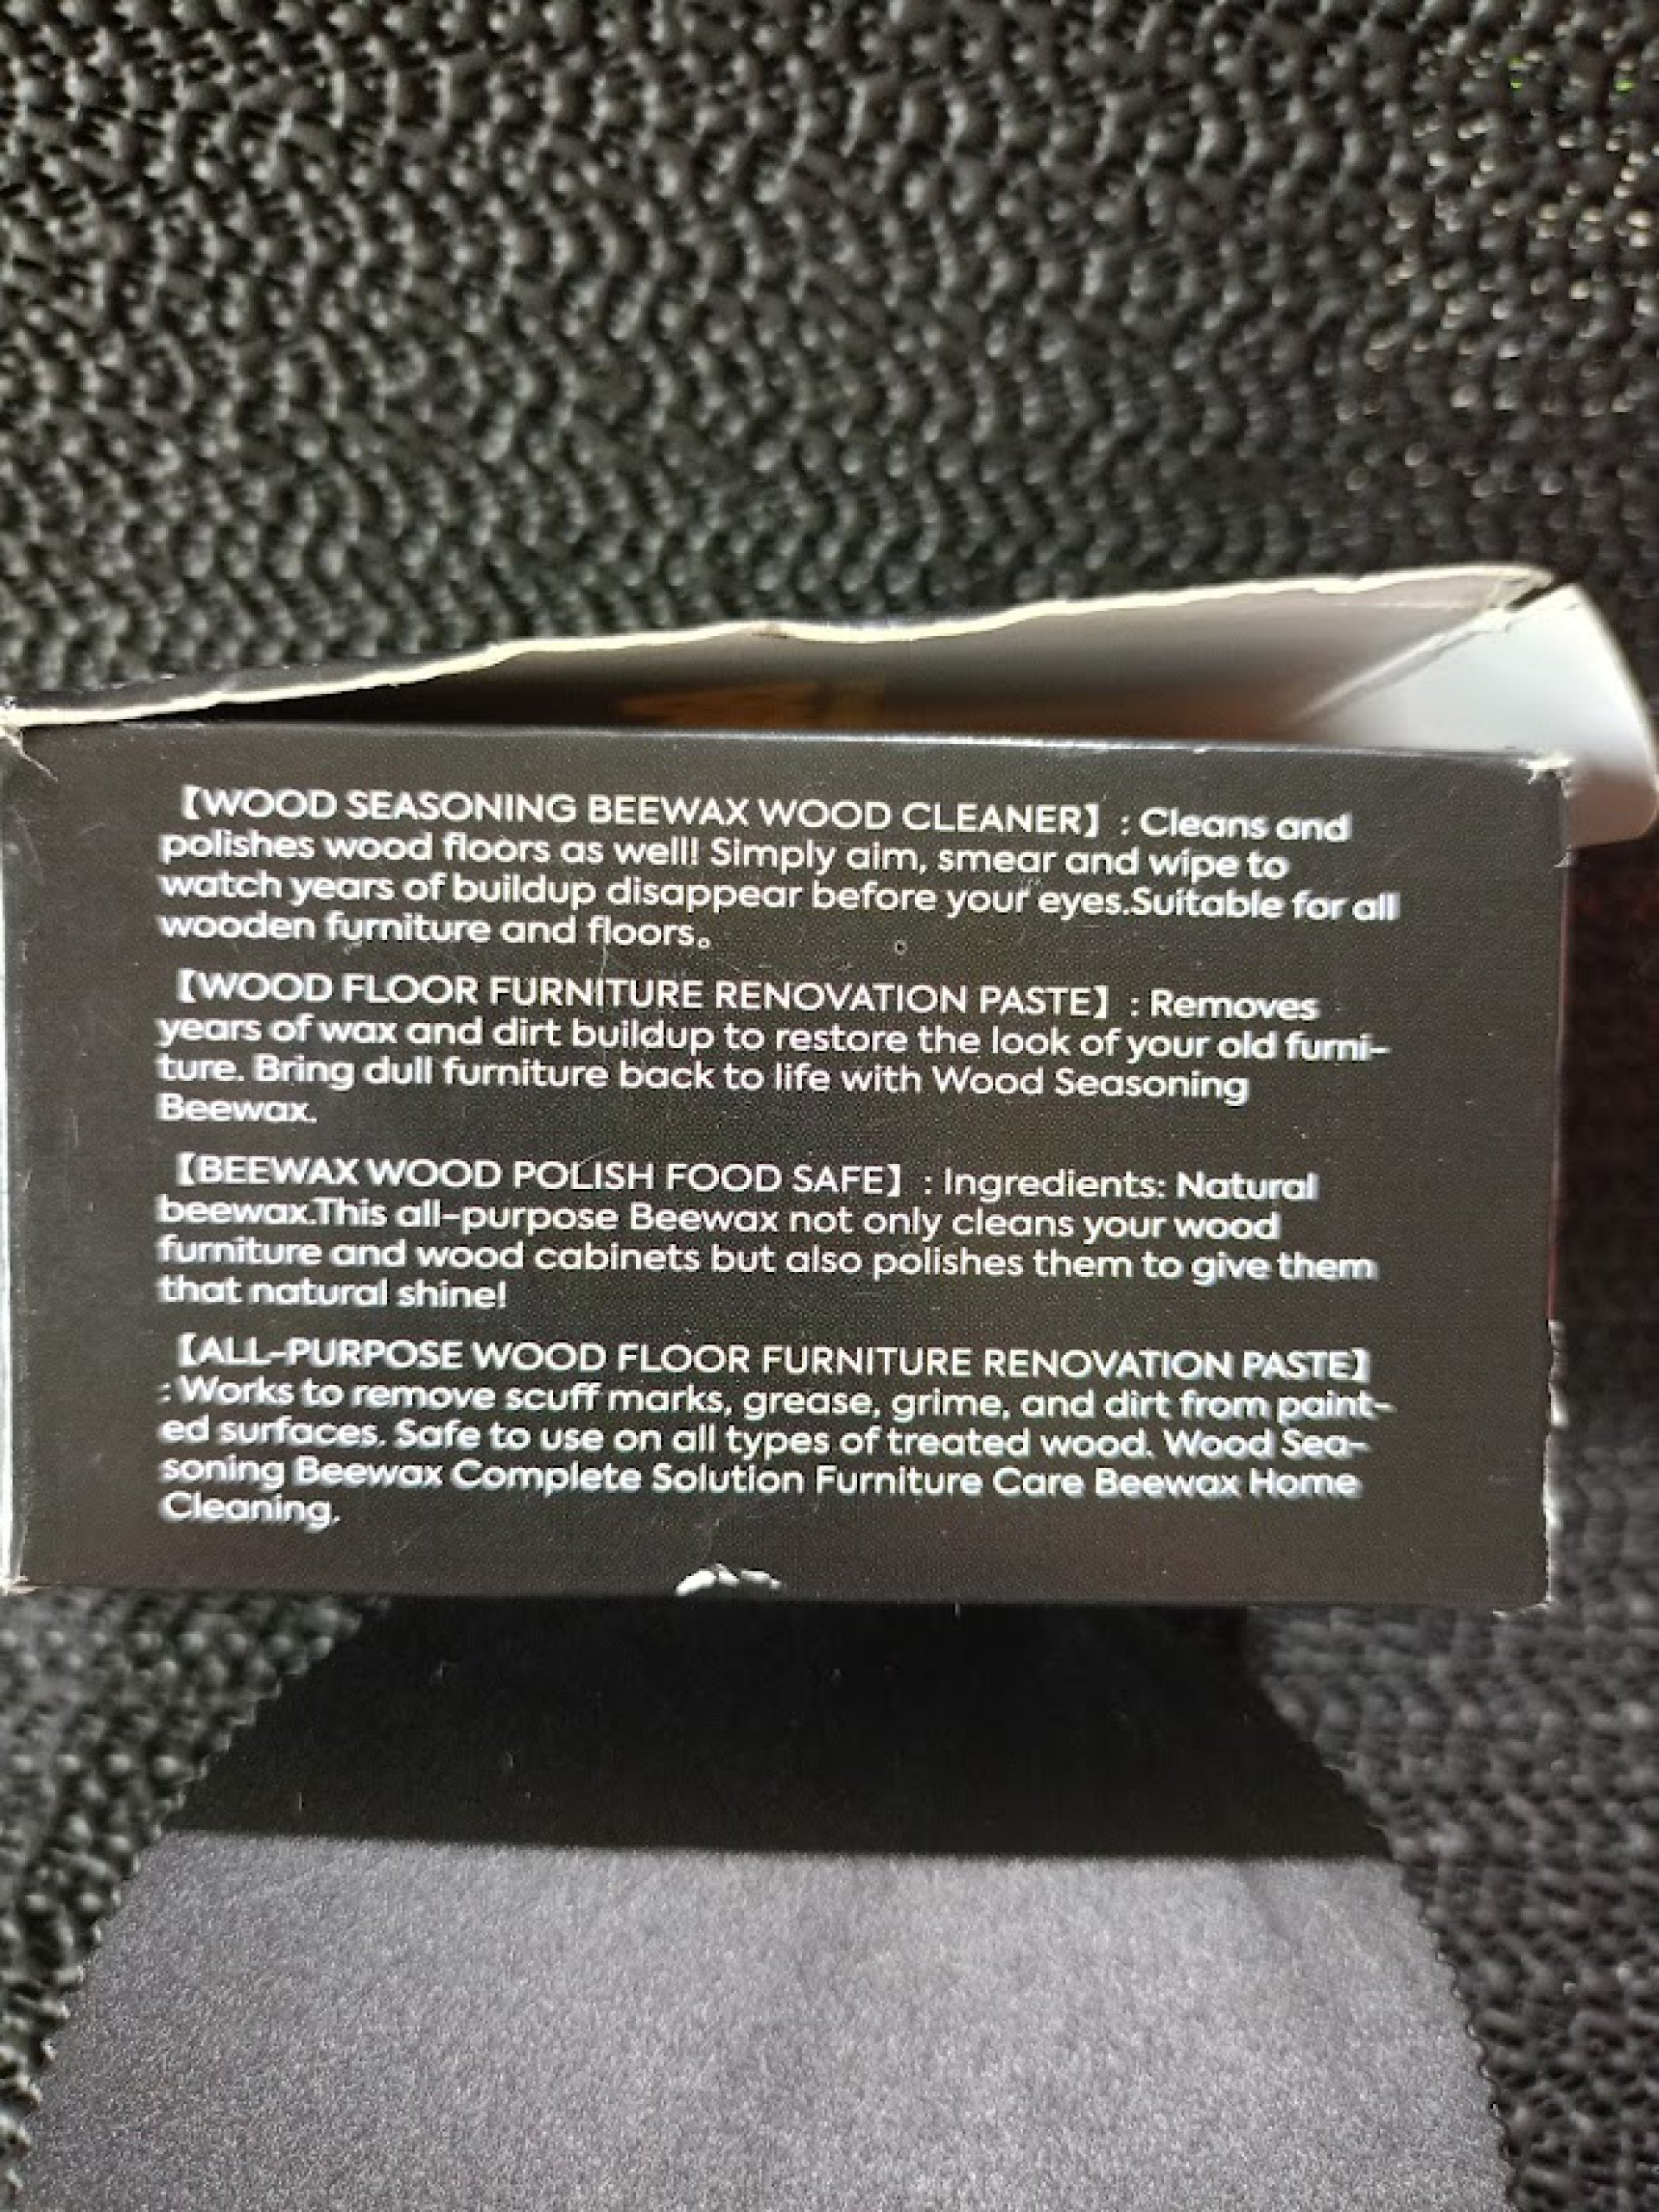 【WOOD SEASONING BEEWAX WOOD CLEANER】 : Cleans and
polishes wood floors as well! Simply aim, smear and wipe to
watch years of buildup disappear before your eyes.Suitable for all
wooden furniture and floors。
【WOOD FLOOR FURNITURE RENOVATION PASTE】 : Removes
years of wax and dirt buildup to restore the look of your old furni-
ture. Bring dull furniture back to life with Wood Seasoning
Beewax.
【BEEWAX WOOD POLISH FOOD SAFE】 : Ingredients: Natural
beewax.This all-purpose Beewax not only cleans your wood
furniture and wood cabinets but also polishes them to give them
that natural shine!
【ALL-PURPOSE WOOD FLOOR FURNITURE RENOVATION PASTE】
: Works to remove scuff marks, grease, grime, and dirt from paint-
ed surfaces. Safe to use on all types of treated wood. Wood Sea-
soning Beewax Complete Solution Furniture Care Beewax Home
Cleaning.